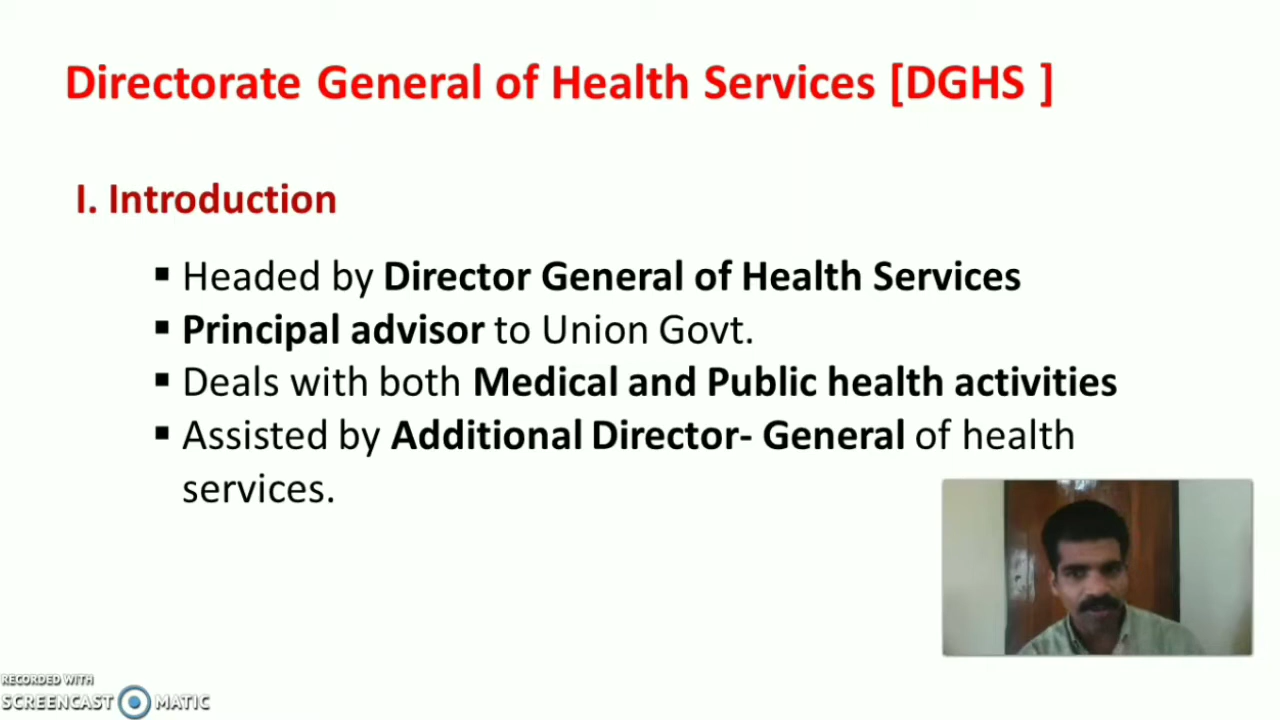 Directorate General of Health Services [DGHS ]
I. Introduction
▪ Headed by Director General of Health Services
▪ Principal advisor to Union Govt.
▪ Deals with both Medical and Public health activities
▪ Assisted by Additional Director- General of health
services.
RECORDED WITH
SCREENCAST MATIC